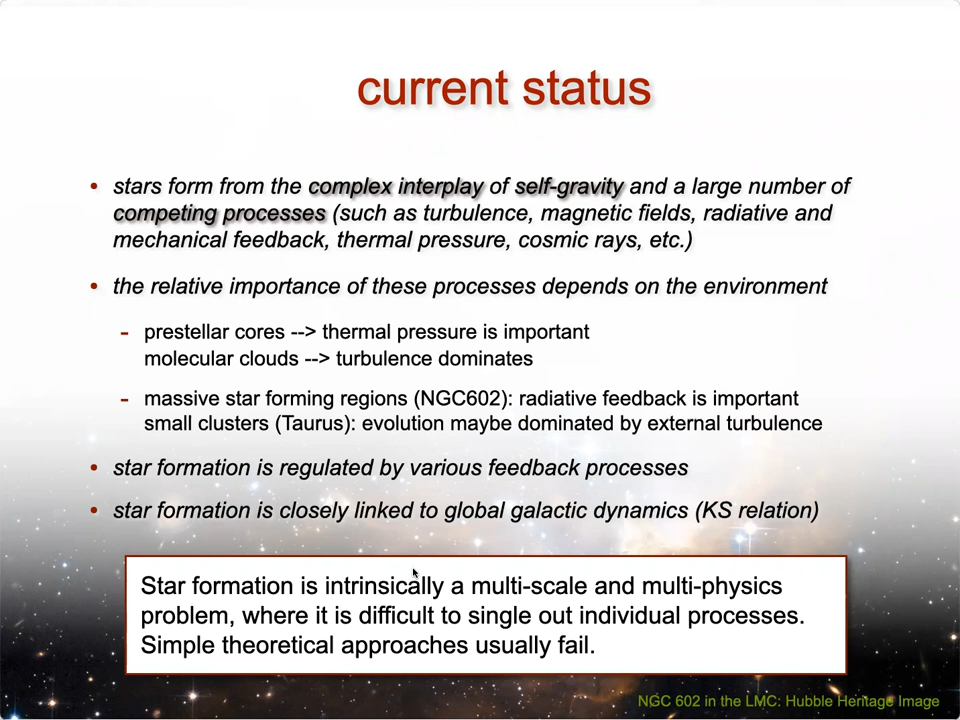 current status
• stars form from the complex interplay of self-gravity and a large number of
competing processes (such as turbulence, magnetic fields, radiative and
mechanical feedback, thermal pressure, cosmic rays, etc.)
• the relative importance of these processes depends on the environment
- prestellar cores --> thermal pressure is important
molecular clouds --> turbulence dominates
- massive star forming regions (NGC602): radiative feedback is important
small clusters (Taurus): evolution maybe dominated by external turbulence
• star formation is regulated by various feedback processes
• star formation is closely linked to global galactic dynamics (KS relation)
Star formation is intrinsically a multi-scale and multi-physics
problem, where it is difficult to single out individual processes.
Simple theoretical approaches usually fail.
NGC 602 in the LMC: Hubble Heritage Image